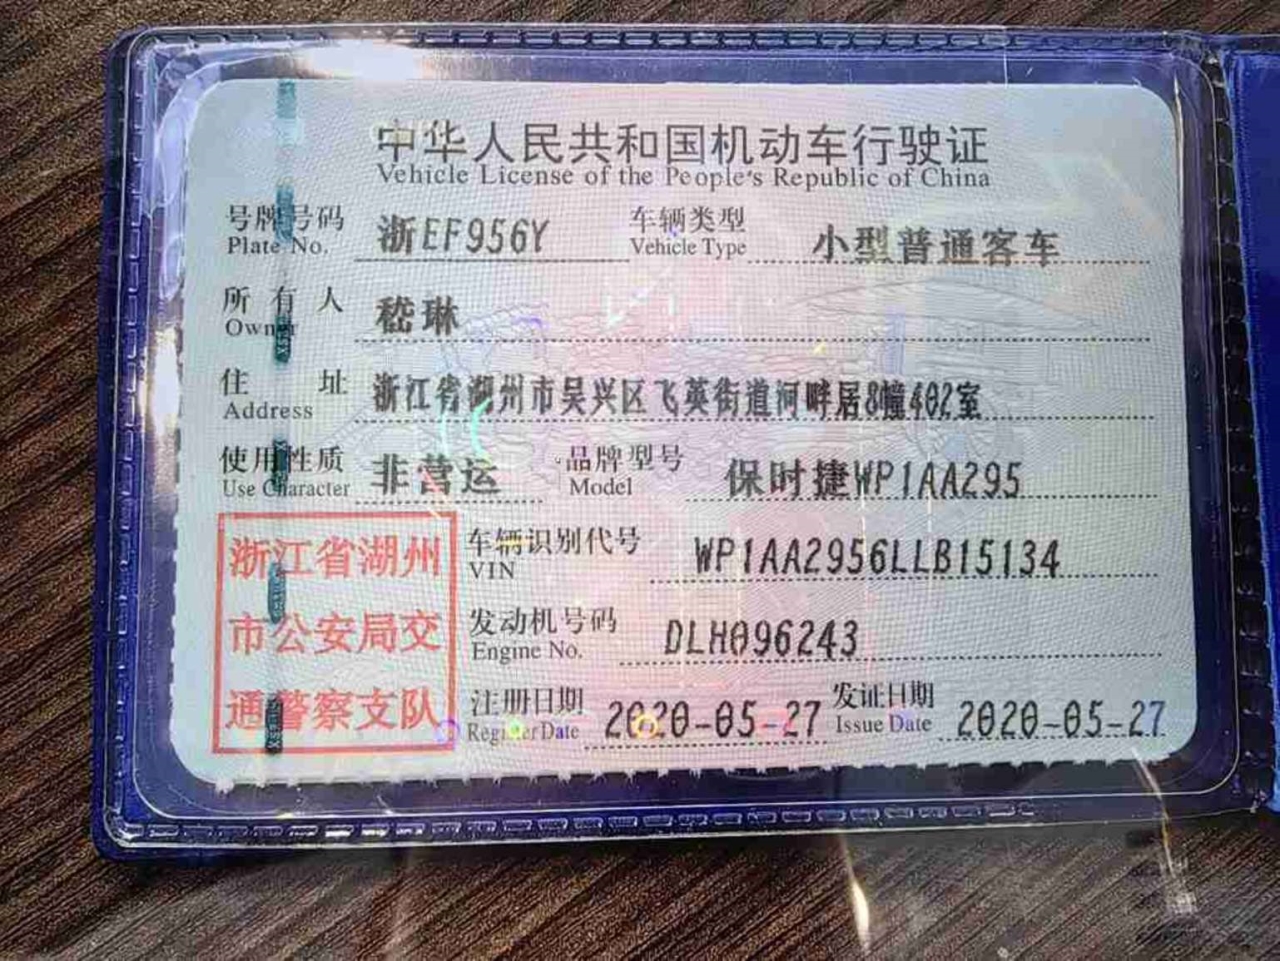 中华人民共和国机动车行驶证
Vehicle License of the People's Republic of China
号牌号码 浙EF956Y 车辆类型 小型普通客车
Plate No. Vehicle Type
所有人 嵇琳
Owner
住址 浙江省湖州市吴兴区飞英街道河畔居8幢402室
Address
使用性质 非营运 品牌型号 保时捷WP1AA295
Use Character Model
浙江省湖州
市公安局交
通警察支队
车辆识别代号 WP1AA2956LLB15134
VIN
发动机号码 DLH096243
Engine No.
注册日期 2020-05-27 发证日期 2020-05-27
Register Date Issue Date